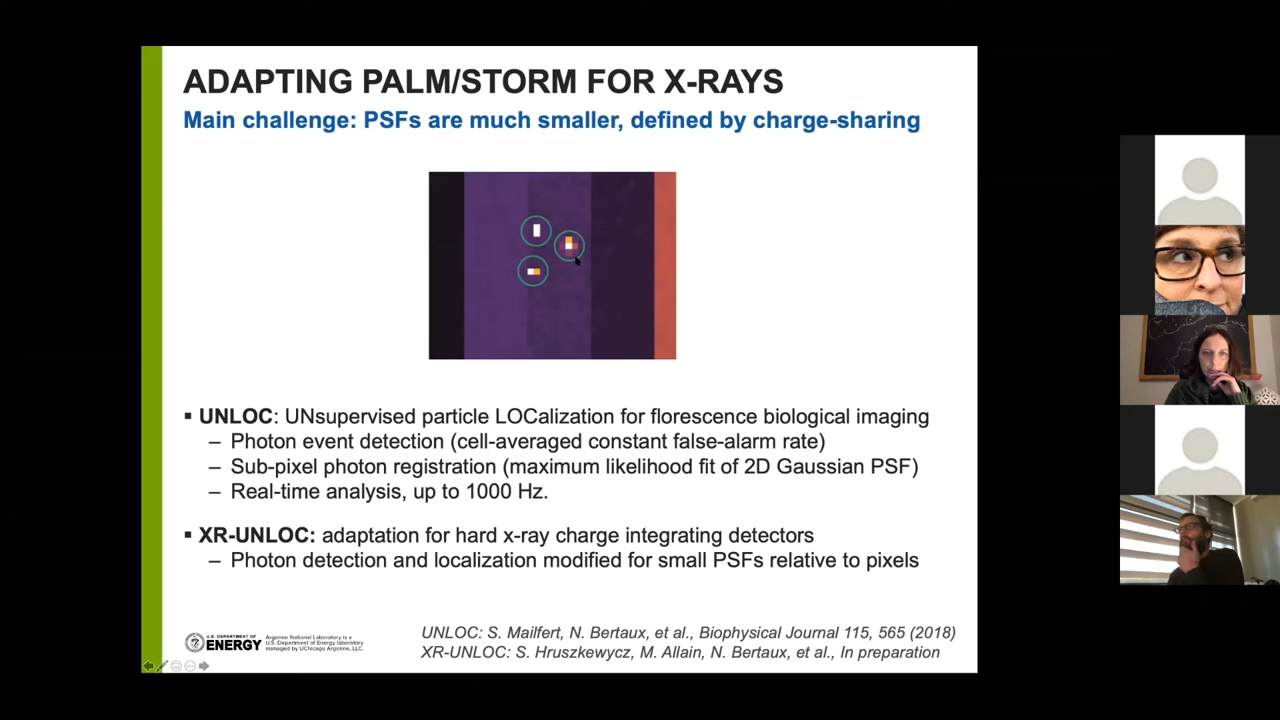 ADAPTING PALM/STORM FOR X-RAYS
Main challenge: PSFs are much smaller, defined by charge-sharing
▪ UNLOC: UNsupervised particle LOCalization for florescence biological imaging
– Photon event detection (cell-averaged constant false-alarm rate)
– Sub-pixel photon registration (maximum likelihood fit of 2D Gaussian PSF)
– Real-time analysis, up to 1000 Hz.
▪ XR-UNLOC: adaptation for hard x-ray charge integrating detectors
– Photon detection and localization modified for small PSFs relative to pixels
U.S. DEPARTMENT OF
ENERGY
Argonne National Laboratory is a
U.S. Department of Energy laboratory
managed by UChicago Argonne, LLC.
UNLOC: S. Mailfert, N. Bertaux, et al., Biophysical Journal 115, 565 (2018)
XR-UNLOC: S. Hruszkewycz, M. Allain, N. Bertaux, et al., In preparation